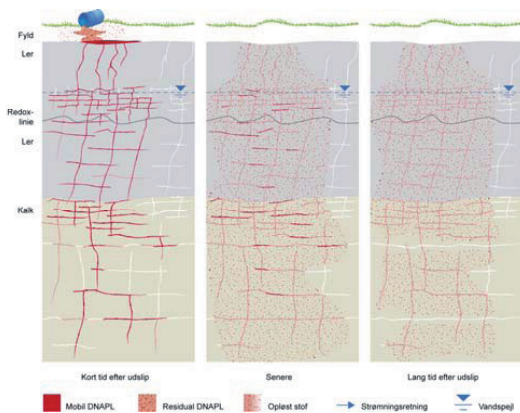 Fyld
Ler
Redox-
linie
Ler
Kalk
Kort tid efter udslip
Senere
Lang tid efter udslip
Mobil DNAPL
Residual DNAPL
Opløst stof
Strømningsretning
Vandspejl